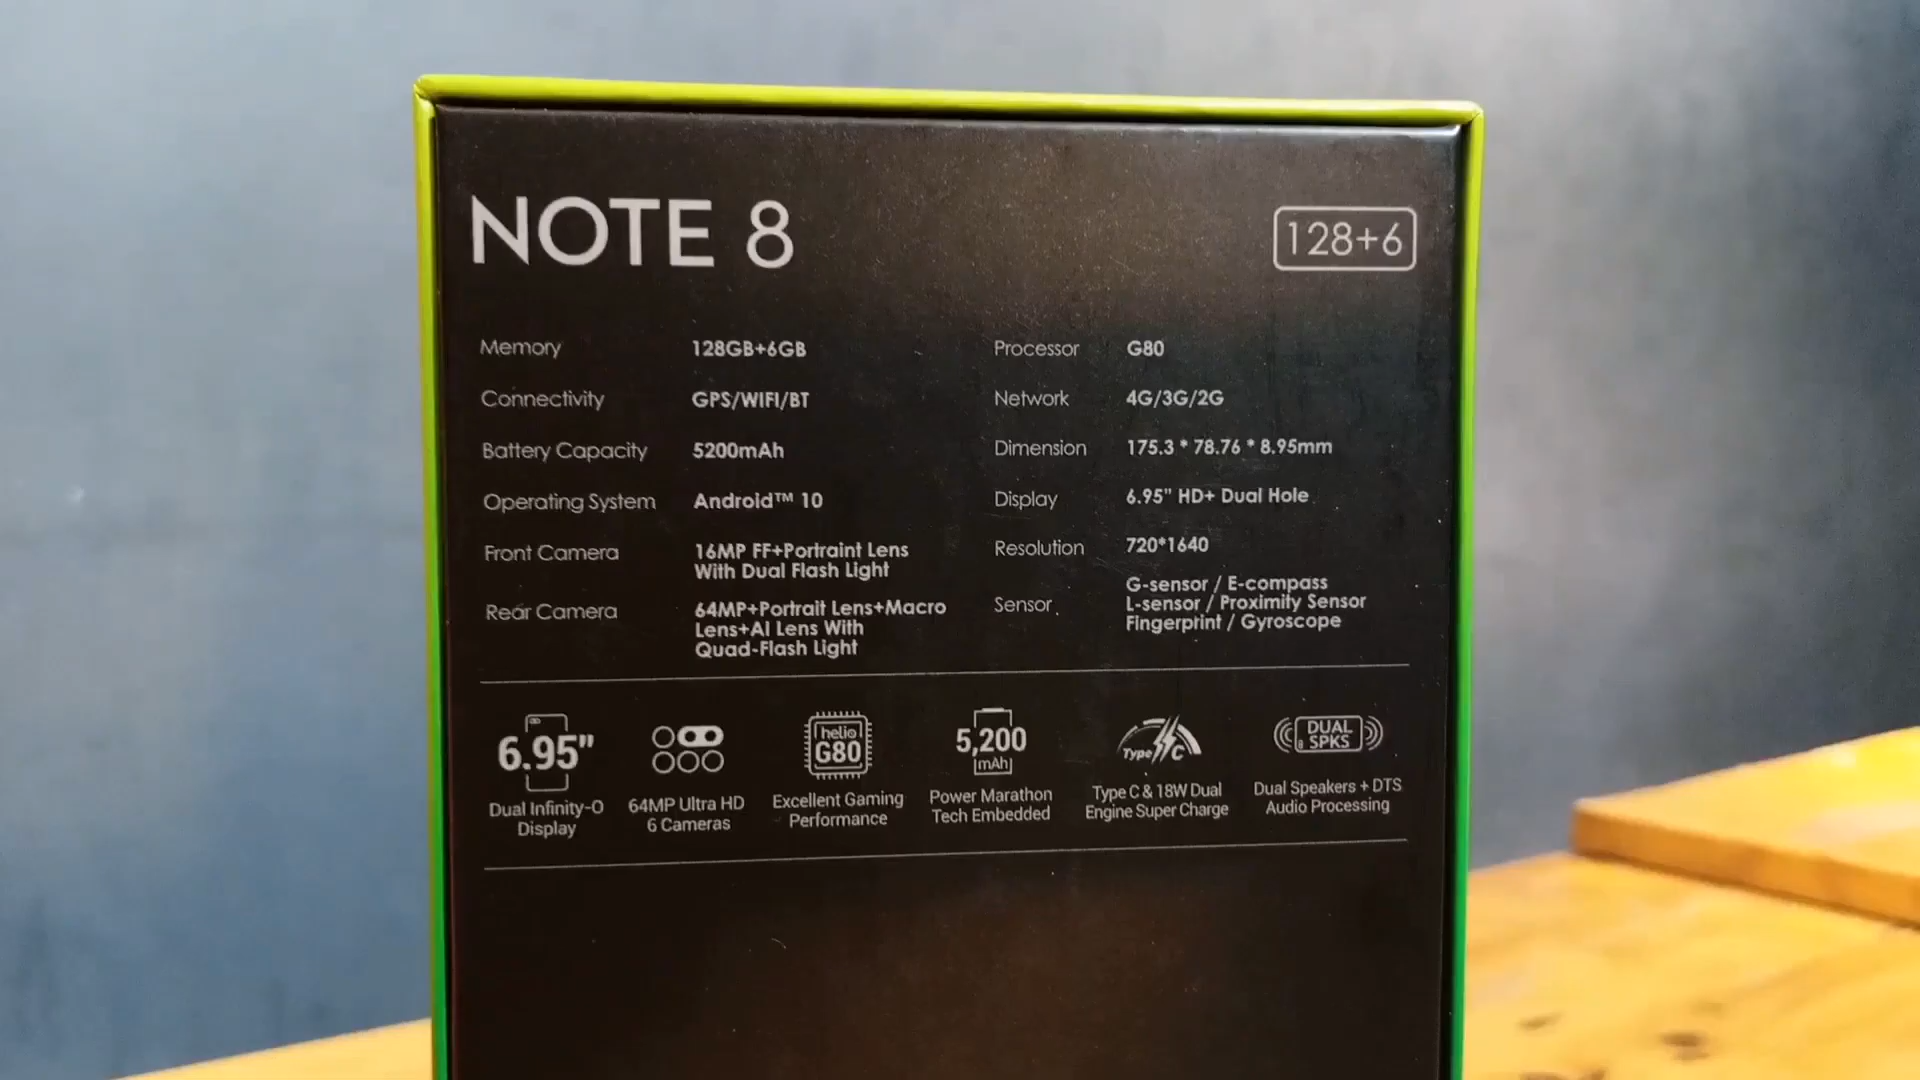 NOTE 8
128+6
Memory 128GB+6GB
Connectivity GPS/WIFI/BT
Battery Capacity 5200mAh
Operating System Android™ 10
Front Camera 16MP FF+Portraint Lens
With Dual Flash Light
Rear Camera 64MP+Portrait Lens+Macro
Lens+AI Lens With
Quad-Flash Light
Processor G80
Network 4G/3G/2G
Dimension 175.3 * 78.76 * 8.95mm
Display 6.95" HD+ Dual Hole
Resolution 720*1640
Sensor G-sensor / E-compass
L-sensor / Proximity Sensor
Fingerprint / Gyroscope
6.95"
Dual Infinity-O
Display
64MP Ultra HD
6 Cameras
helio
G80
Excellent Gaming
Performance
5,200
mAh
Power Marathon
Tech Embedded
Type C
Type C & 18W Dual
Engine Super Charge
DUAL
SPKS
Dual Speakers + DTS
Audio Processing